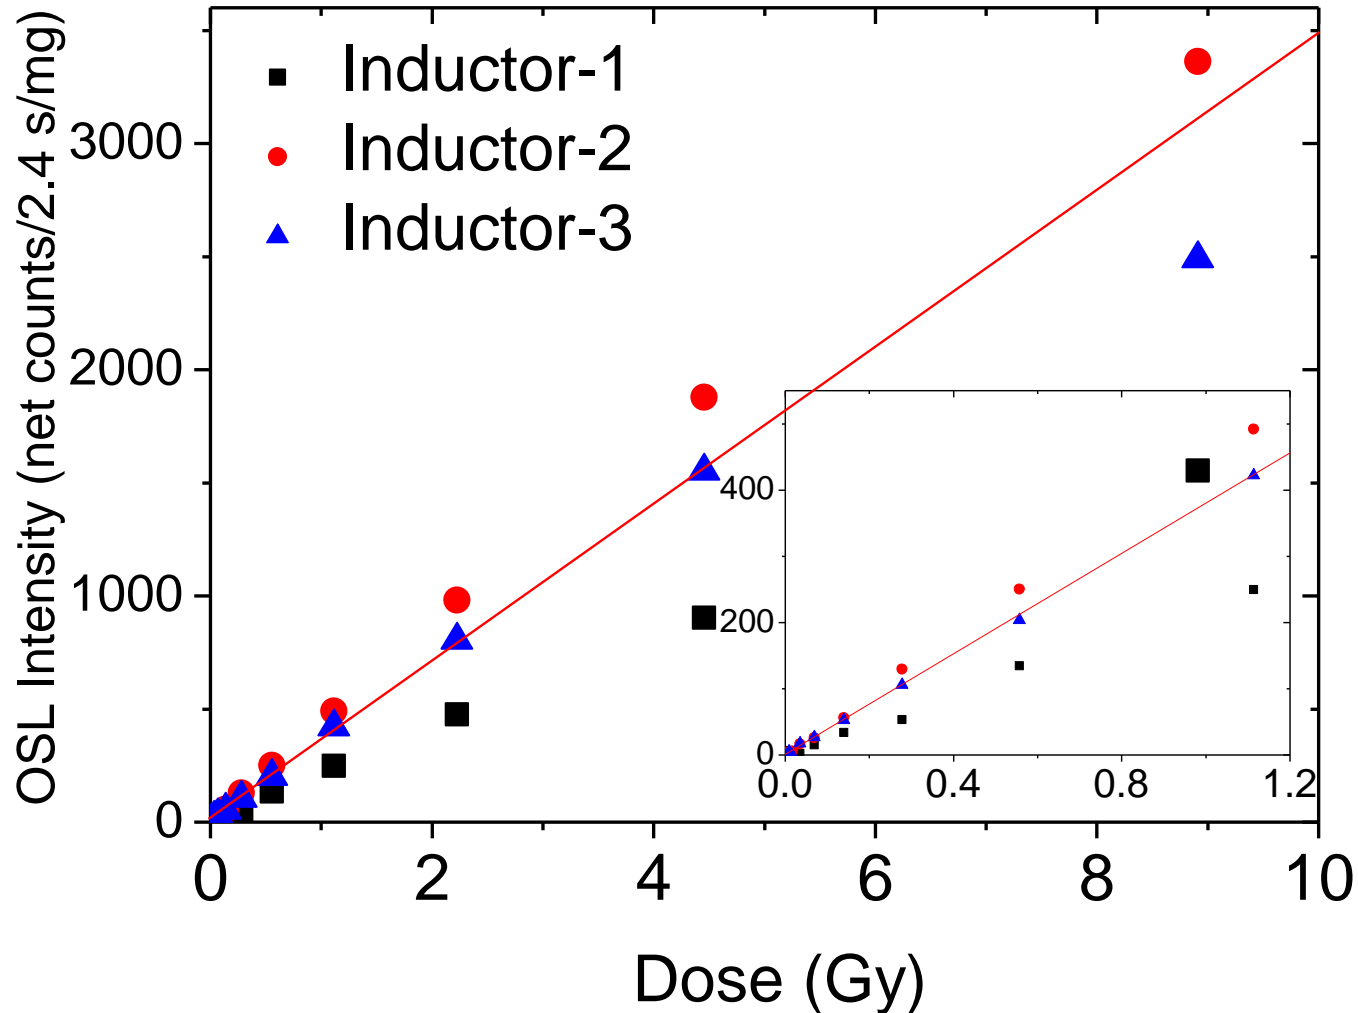 OSL Intensity (net counts/2.4 s/mg)
Inductor-1
Inductor-2
Inductor-3
3000
2000
1000
0
400
200
0
0.0 0.4 0.8 1.2
0 2 4 6 8 10
Dose (Gy)